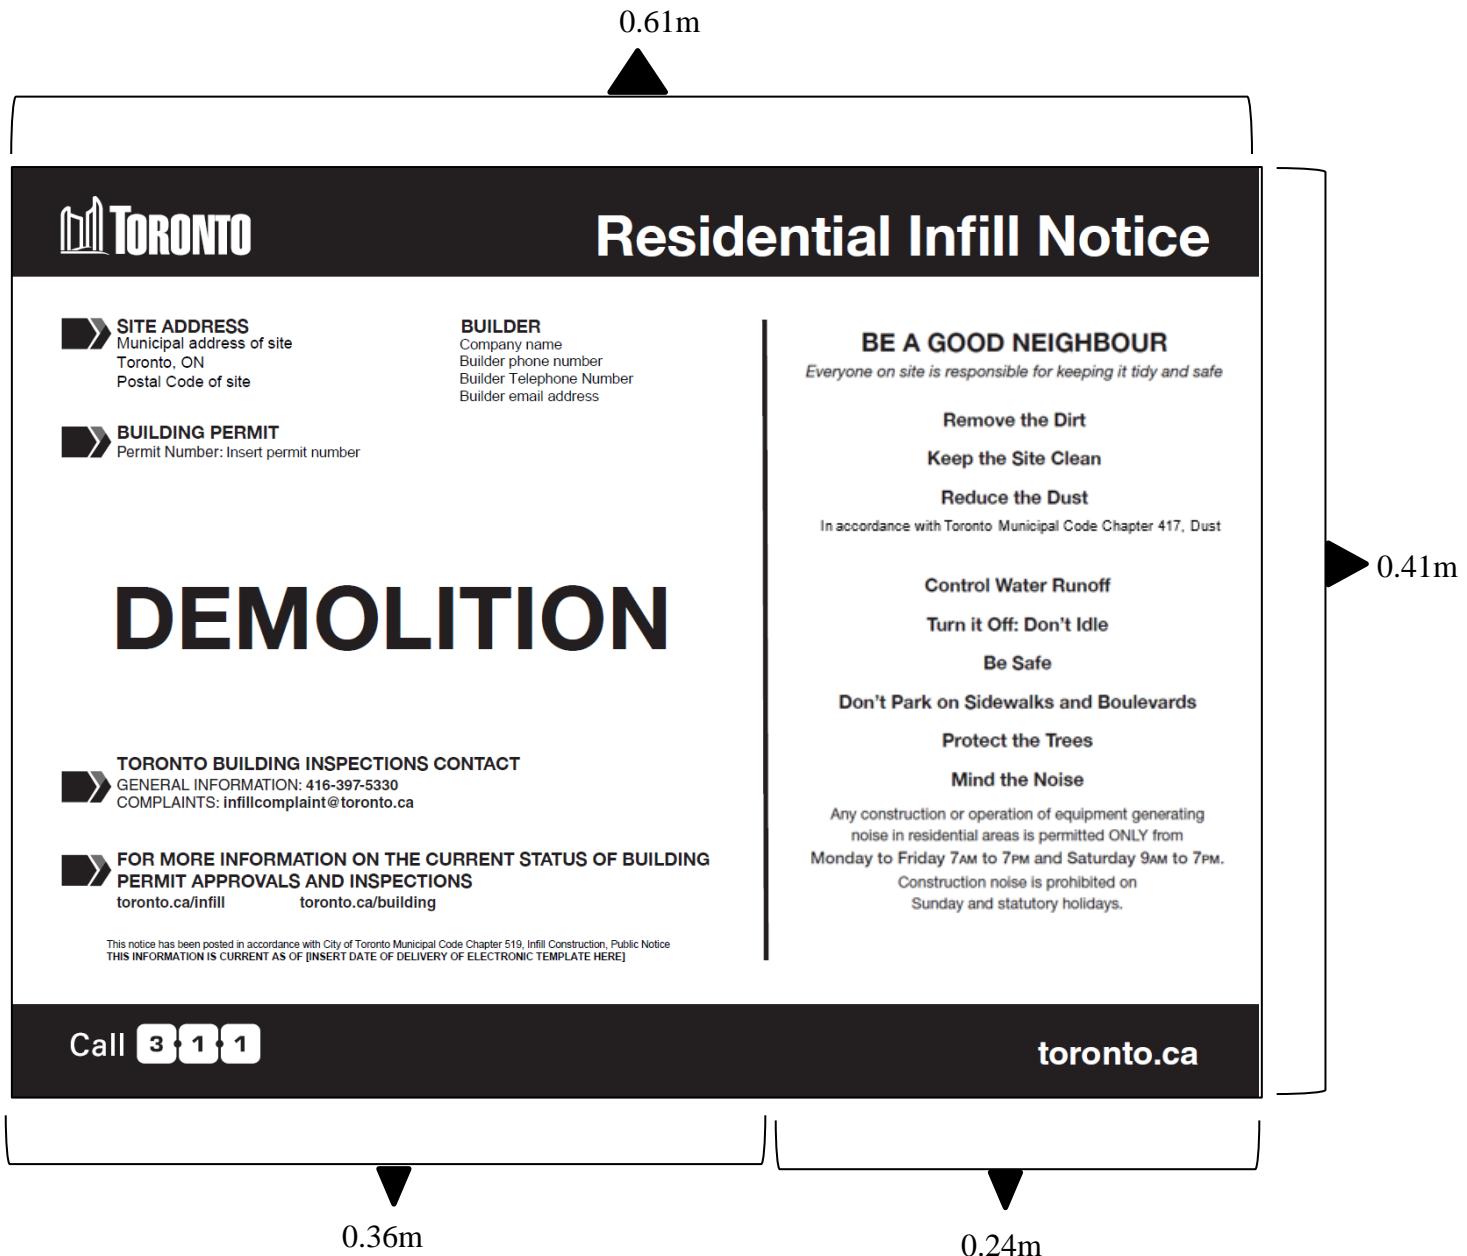 0.61m
TORONTO
Residential Infill Notice
SITE ADDRESS
Municipal address of site
Toronto, ON
Postal Code of site
BUILDER
Company name
Builder phone number
Builder Telephone Number
Builder email address
BUILDING PERMIT
Permit Number: Insert permit number
DEMOLITION
TORONTO BUILDING INSPECTIONS CONTACT
GENERAL INFORMATION: 416-397-5330
COMPLAINTS: infillcomplaint@toronto.ca
FOR MORE INFORMATION ON THE CURRENT STATUS OF BUILDING
PERMIT APPROVALS AND INSPECTIONS
toronto.ca/infill toronto.ca/building
This notice has been posted in accordance with City of Toronto Municipal Code Chapter 519, Infill Construction, Public Notice
THIS INFORMATION IS CURRENT AS OF [INSERT DATE OF DELIVERY OF ELECTRONIC TEMPLATE HERE]
BE A GOOD NEIGHBOUR
Everyone on site is responsible for keeping it tidy and safe
Remove the Dirt
Keep the Site Clean
Reduce the Dust
In accordance with Toronto Municipal Code Chapter 417, Dust
Control Water Runoff
Turn it Off: Don't Idle
Be Safe
Don't Park on Sidewalks and Boulevards
Protect the Trees
Mind the Noise
Any construction or operation of equipment generating
noise in residential areas is permitted ONLY from
Monday to Friday 7AM to 7PM and Saturday 9AM to 7PM.
Construction noise is prohibited on
Sunday and statutory holidays.
0.41m
Call 3 1 1
toronto.ca
0.36m
0.24m